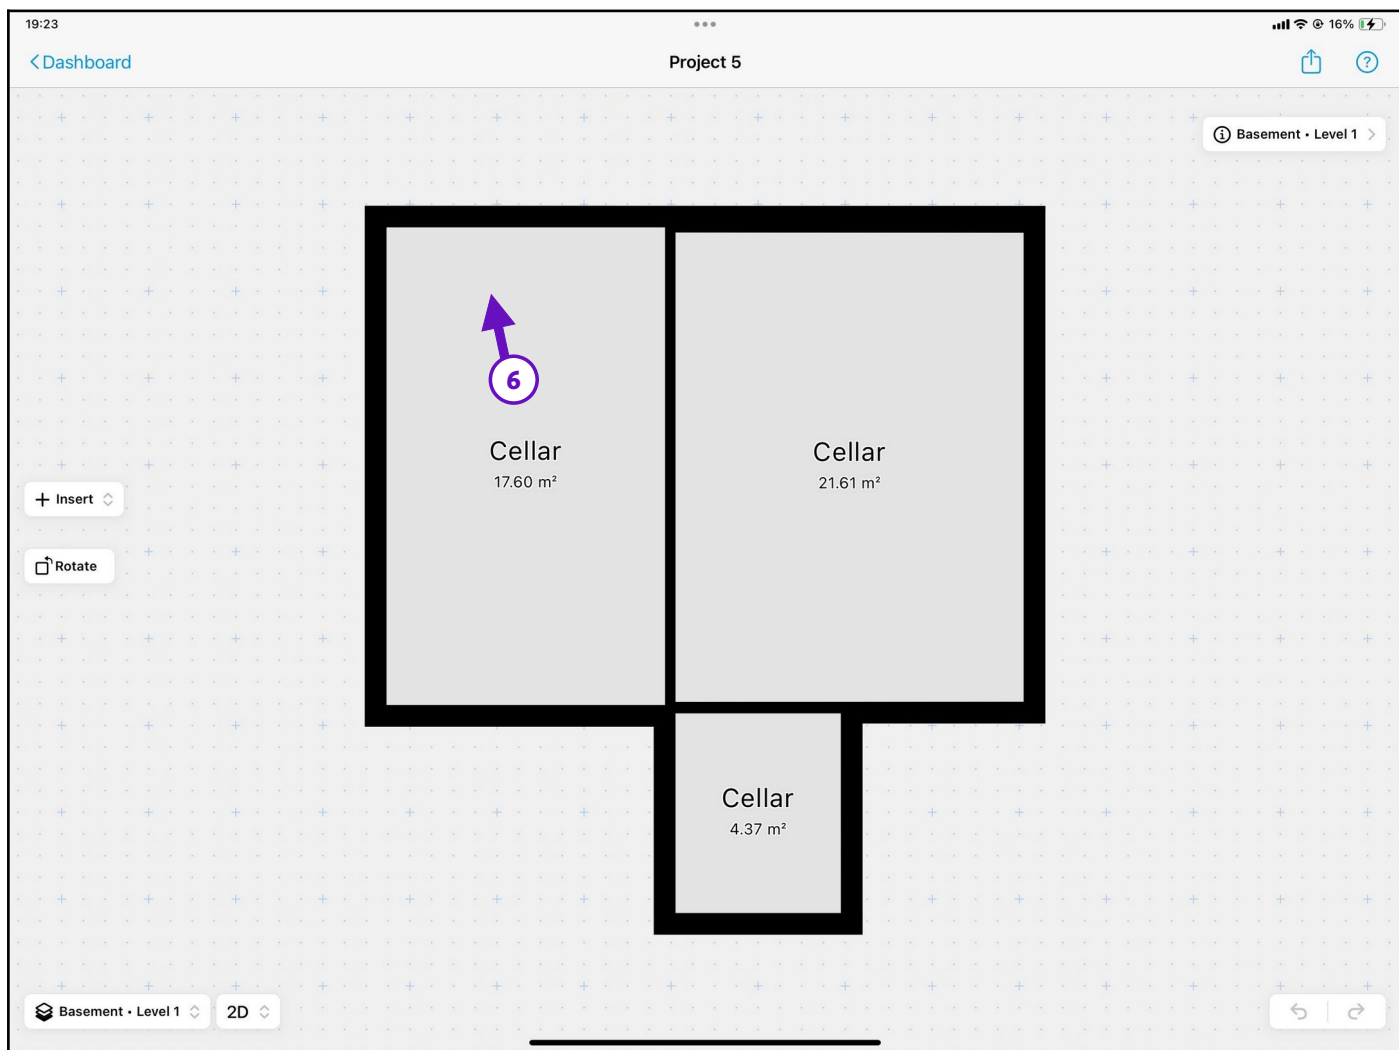 19:23
16%
Dashboard
Project 5
Basement • Level 1
6
Cellar
17.60 m²
Cellar
21.61 m²
Insert
Rotate
Cellar
4.37 m²
Basement • Level 1
2D